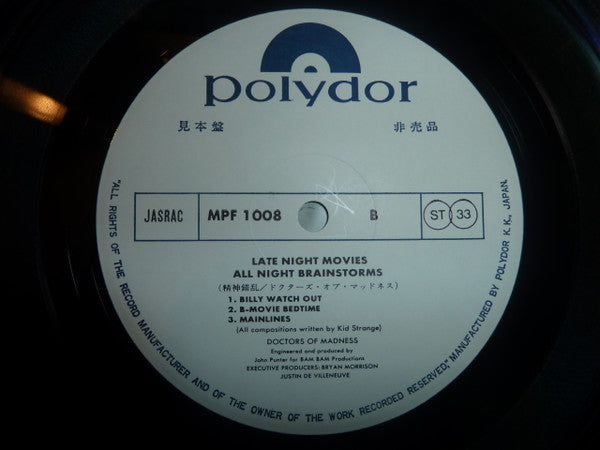 polydor
見本盤
非売品
JASRAC
MPF 1008
B
ST
33
LATE NIGHT MOVIES
ALL NIGHT BRAINSTORMS
(精神錯乱/ドクターズ・オブ・マッドネス)
1. BILLY WATCH OUT
2. B-MOVIE BEDTIME
3. MAINLINES
(All compositions written by Kid Strange)
DOCTORS OF MADNESS
Engineered and produced by
John Punter for BAM BAM Productions
EXECUTIVE PRODUCERS: BRYAN MORRISON
JUSTIN DE VILLENEUVE
"ALL RIGHTS OF THE RECORD MANUFACTURER AND OF THE OWNER OF THE WORK RECORDED RESERVED," MANUFACTURED BY POLYDOR K.K., JAPAN.